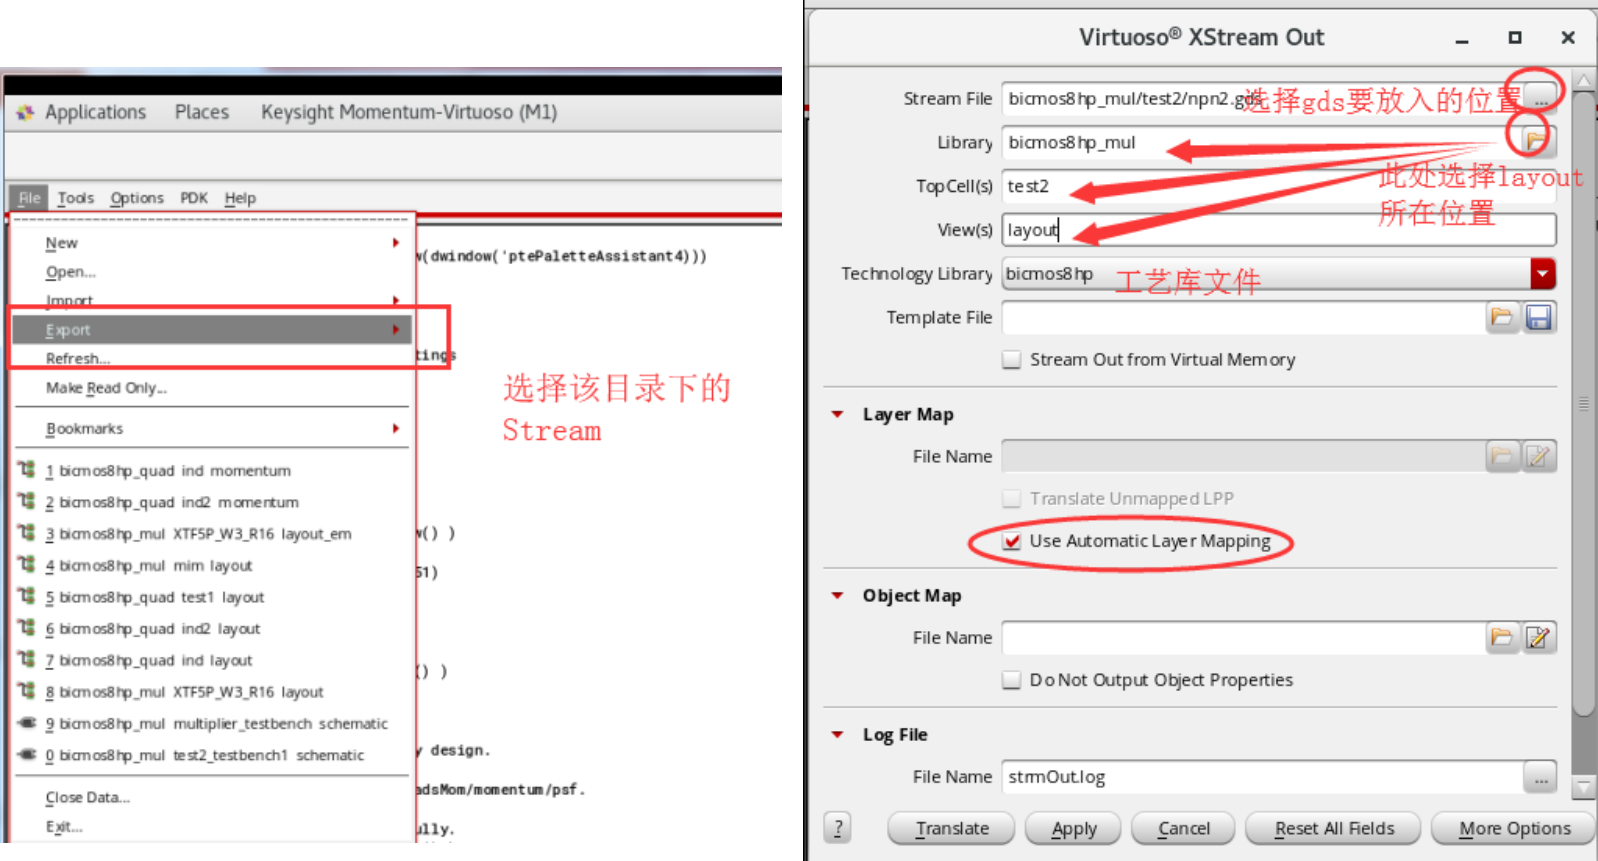 Applications Places Keysight Momentum-Virtuoso (M1)
File Tools Options PDK Help
New
Open...
Import
Export
Refresh...
Make Read Only...
Bookmarks
1 bicmos8hp_quad ind momentum
2 bicmos8hp_quad ind2 momentum
3 bicmos8hp_mul XTF5P_W3_R16 layout_em
4 bicmos8hp_mul mim layout
5 bicmos8hp_quad test1 layout
6 bicmos8hp_quad ind2 layout
7 bicmos8hp_quad ind layout
8 bicmos8hp_mul XTF5P_W3_R16 layout
9 bicmos8hp_mul multiplier_testbench schematic
0 bicmos8hp_mul test2_testbench1 schematic
Close Data...
Exit...
(dwindow('ptePaletteAssistant4)))
tings
选择该目录下的
Stream
() )
51)
() )
design.
adsMom/momentum/psf.
ully.
Virtuoso® XStream Out
Stream File bicmos8hp_mul/test2/npn2.gds ...
选择gds要放入的位置
Library bicmos8hp_mul
TopCell(s) test2
此处选择layout
所在位置
View(s) layout
Technology Library bicmos8hp
工艺库文件
Template File
Stream Out from Virtual Memory
Layer Map
File Name
Translate Unmapped LPP
Use Automatic Layer Mapping
Object Map
File Name
Do Not Output Object Properties
Log File
File Name strmOut.log ...
? Translate Apply Cancel Reset All Fields More Options